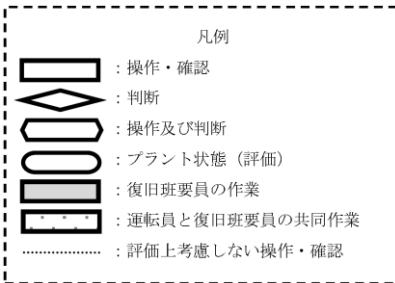 凡例
：操作・確認
：判断
：操作及び判断
：プラント状態（評価）
：復旧班要員の作業
：運転員と復旧班要員の共同作業
：評価上考慮しない操作・確認